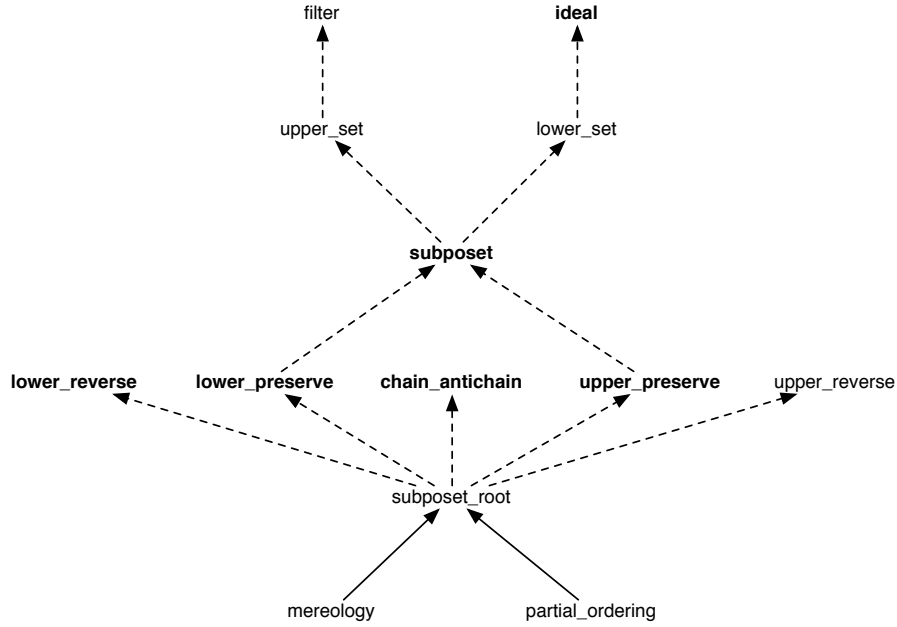 filter
ideal
upper_set
lower_set
subposet
lower_reverse
lower_preserve
chain_antichain
upper_preserve
upper_reverse
subposet_root
mereology
partial_ordering